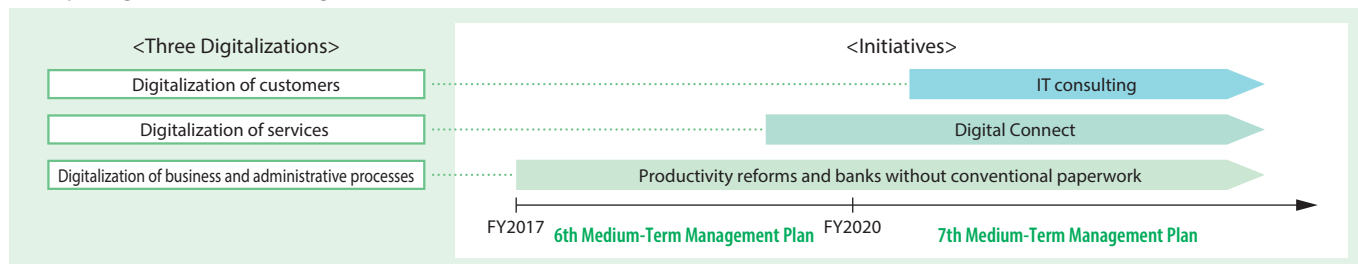 <Three Digitalizations>
<Initiatives>
Digitalization of customers
IT consulting
Digitalization of services
Digital Connect
Digitalization of business and administrative processes
Productivity reforms and banks without conventional paperwork
FY2017
6th Medium-Term Management Plan
FY2020
7th Medium-Term Management Plan